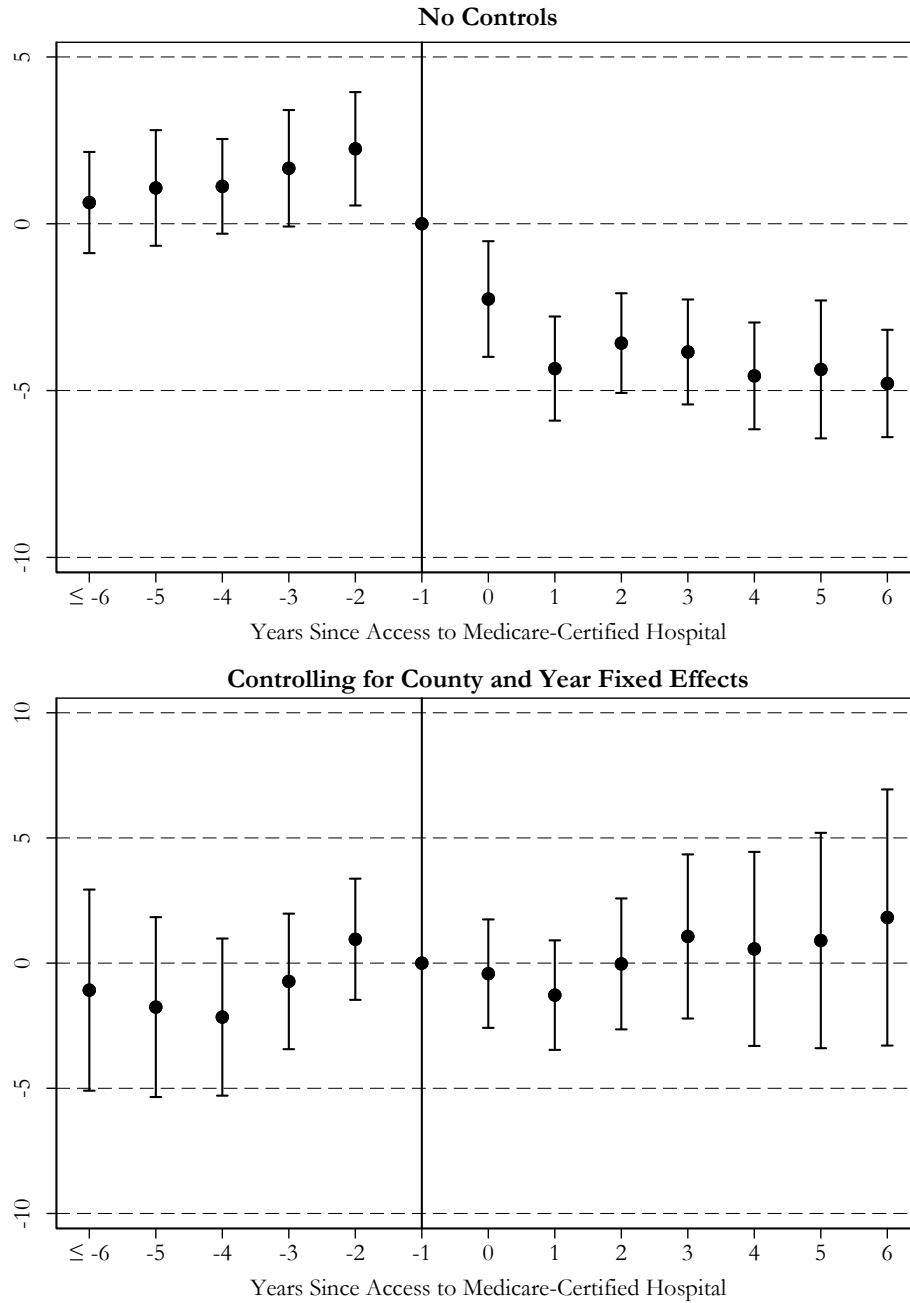 No Controls
5
0
-5
-10
≤ -6 -5 -4 -3 -2 -1 0 1 2 3 4 5 6
Years Since Access to Medicare-Certified Hospital
Controlling for County and Year Fixed Effects
10
5
0
-5
-10
≤ -6 -5 -4 -3 -2 -1 0 1 2 3 4 5 6
Years Since Access to Medicare-Certified Hospital